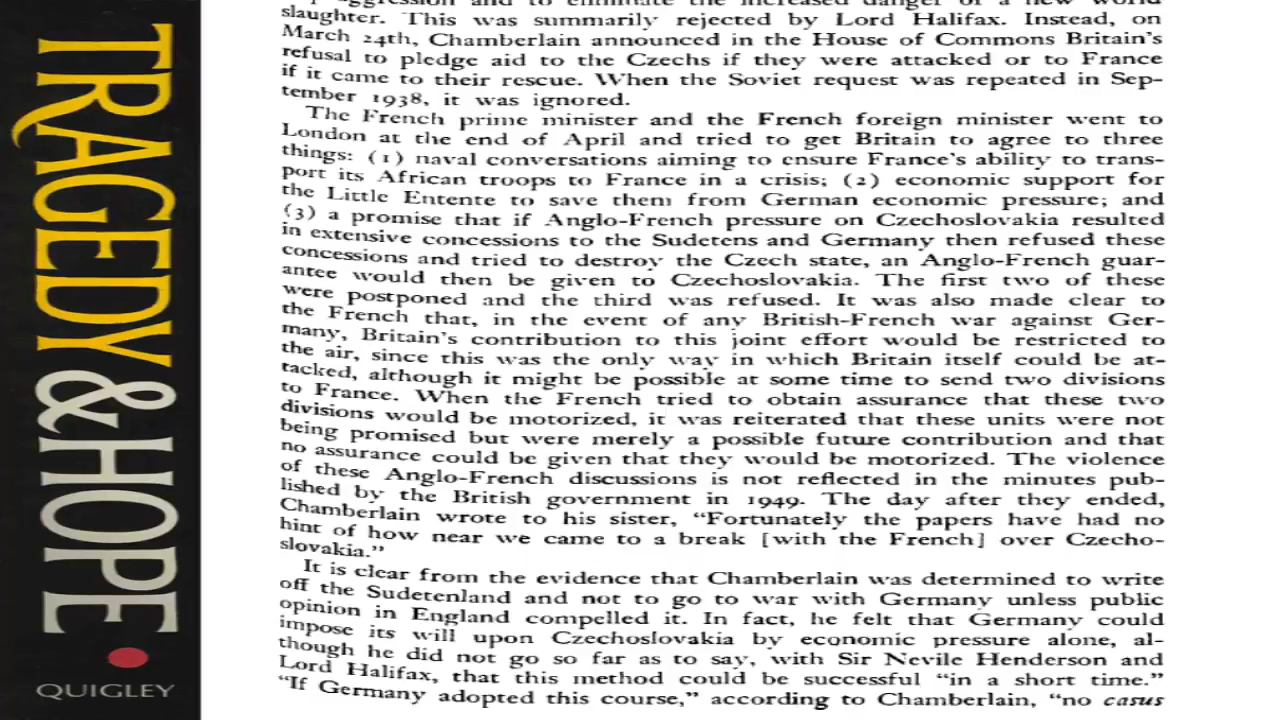 TRAGEDY & HOPE
QUIGLEY
slaughter. This was summarily rejected by Lord Halifax. Instead, on
March 24th, Chamberlain announced in the House of Commons Britain's
refusal to pledge aid to the Czechs if they were attacked or to France
if it came to their rescue. When the Soviet request was repeated in Sep-
tember 1938, it was ignored.
The French prime minister and the French foreign minister went to
London at the end of April and tried to get Britain to agree to three
things: (1) naval conversations aiming to ensure France's ability to trans-
port its African troops to France in a crisis; (2) economic support for
the Little Entente to save them from German economic pressure; and
(3) a promise that if Anglo-French pressure on Czechoslovakia resulted
in extensive concessions to the Sudetens and Germany then refused these
concessions and tried to destroy the Czech state, an Anglo-French guar-
antee would then be given to Czechoslovakia. The first two of these
were postponed and the third was refused. It was also made clear to
the French that, in the event of any British-French war against Ger-
many, Britain's contribution to this joint effort would be restricted to
the air, since this was the only way in which Britain itself could be at-
tacked, although it might be possible at some time to send two divisions
to France. When the French tried to obtain assurance that these two
divisions would be motorized, it was reiterated that these units were not
being promised but were merely a possible future contribution and that
no assurance could be given that they would be motorized. The violence
of these Anglo-French discussions is not reflected in the minutes pub-
lished by the British government in 1949. The day after they ended,
Chamberlain wrote to his sister, "Fortunately the papers have had no
hint of how near we came to a break [with the French] over Czecho-
slovakia."
It is clear from the evidence that Chamberlain was determined to write
off the Sudetenland and not to go to war with Germany unless public
opinion in England compelled it. In fact, he felt that Germany could
impose its will upon Czechoslovakia by economic pressure alone, al-
though he did not go so far as to say, with Sir Nevile Henderson and
Lord Halifax, that this method could be successful "in a short time."
"If Germany adopted this course," according to Chamberlain, "no casus